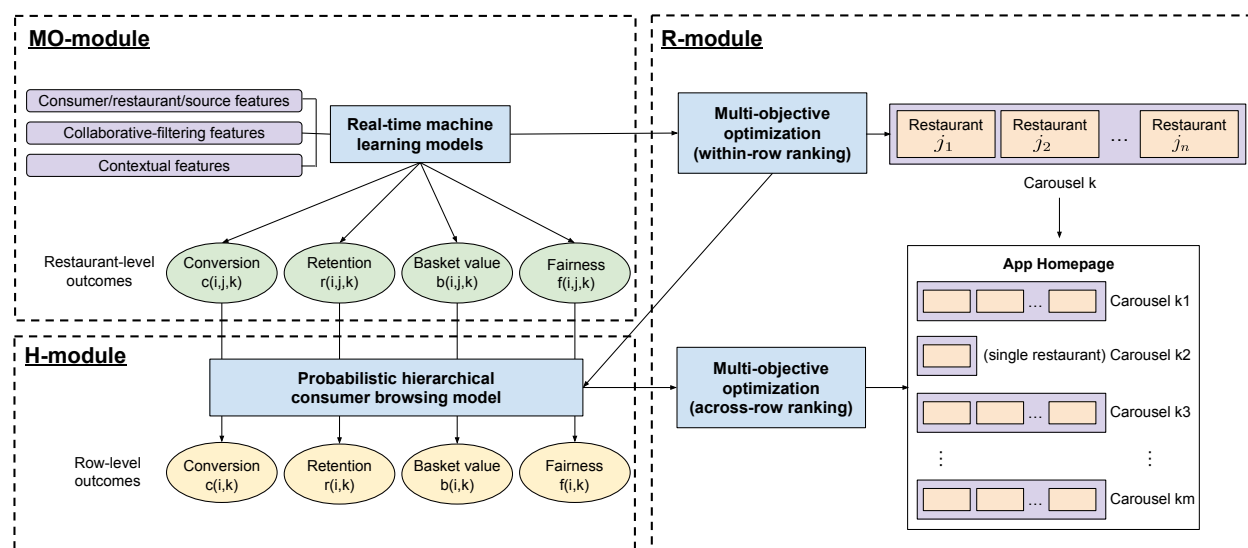 MO-module
Consumer/restaurant/source features
Collaborative-filtering features
Contextual features
Real-time machine
learning models
Restaurant-level
outcomes
Conversion
c(i,j,k)
Retention
r(i,j,k)
Basket value
b(i,j,k)
Fairness
f(i,j,k)
H-module
Probabilistic hierarchical
consumer browsing model
Row-level
outcomes
Conversion
c(i,k)
Retention
r(i,k)
Basket value
b(i,k)
Fairness
f(i,k)
R-module
Multi-objective
optimization
(within-row ranking)
Restaurant
j₁
Restaurant
j₂
...
Restaurant
jₙ
Carousel k
Multi-objective
optimization
(across-row ranking)
App Homepage
... Carousel k1
(single restaurant) Carousel k2
... Carousel k3
⋮ ⋮
... Carousel km